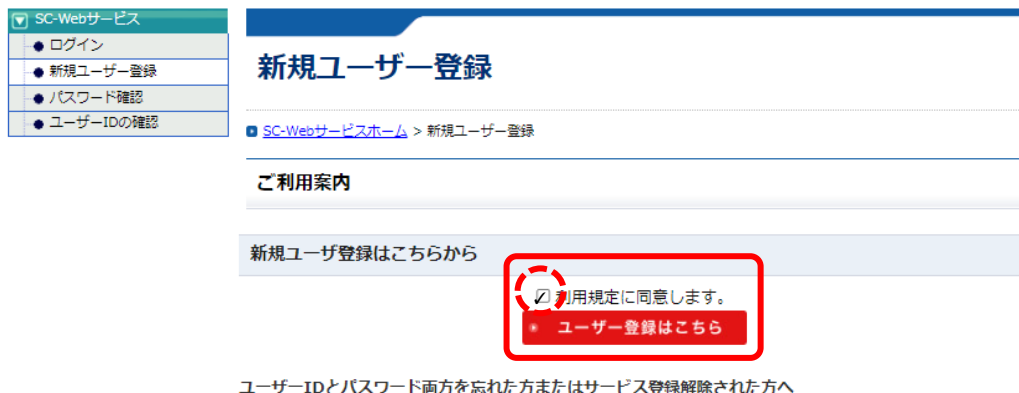 SC-Webサービス
ログイン
新規ユーザー登録
パスワード確認
ユーザーIDの確認
新規ユーザー登録
SC-Webサービスホーム > 新規ユーザー登録
ご利用案内
新規ユーザ登録はこちらから
利用規定に同意します。
ユーザー登録はこちら
ユーザーIDとパスワード両方を忘れた方またはサービス登録解除された方へ